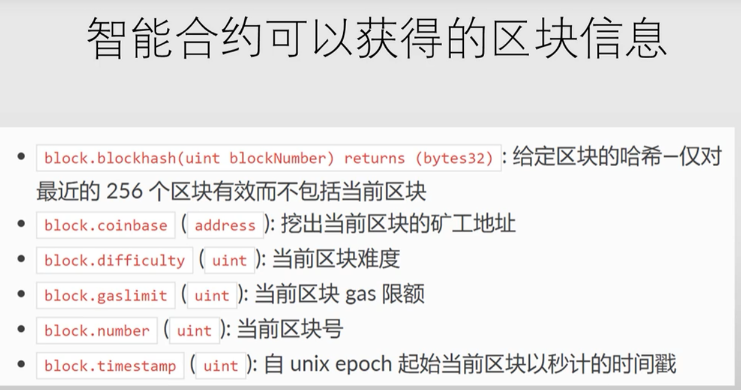 智能合约可以获得的区块信息
• block.blockhash(uint blockNumber) returns (bytes32) : 给定区块的哈希—仅对
最近的 256 个区块有效而不包括当前区块
• block.coinbase ( address ): 挖出当前区块的矿工地址
• block.difficulty ( uint ): 当前区块难度
• block.gaslimit ( uint ): 当前区块 gas 限额
• block.number ( uint ): 当前区块号
• block.timestamp ( uint ): 自 unix epoch 起始当前区块以秒计的时间戳